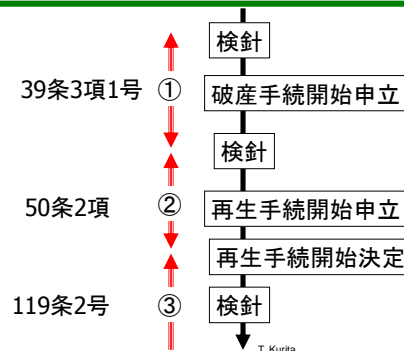 検針
39条3項1号 ① 破産手続開始申立
検針
50条2項 ② 再生手続開始申立
再生手続開始決定
119条2号 ③ 検針
T. Kurita